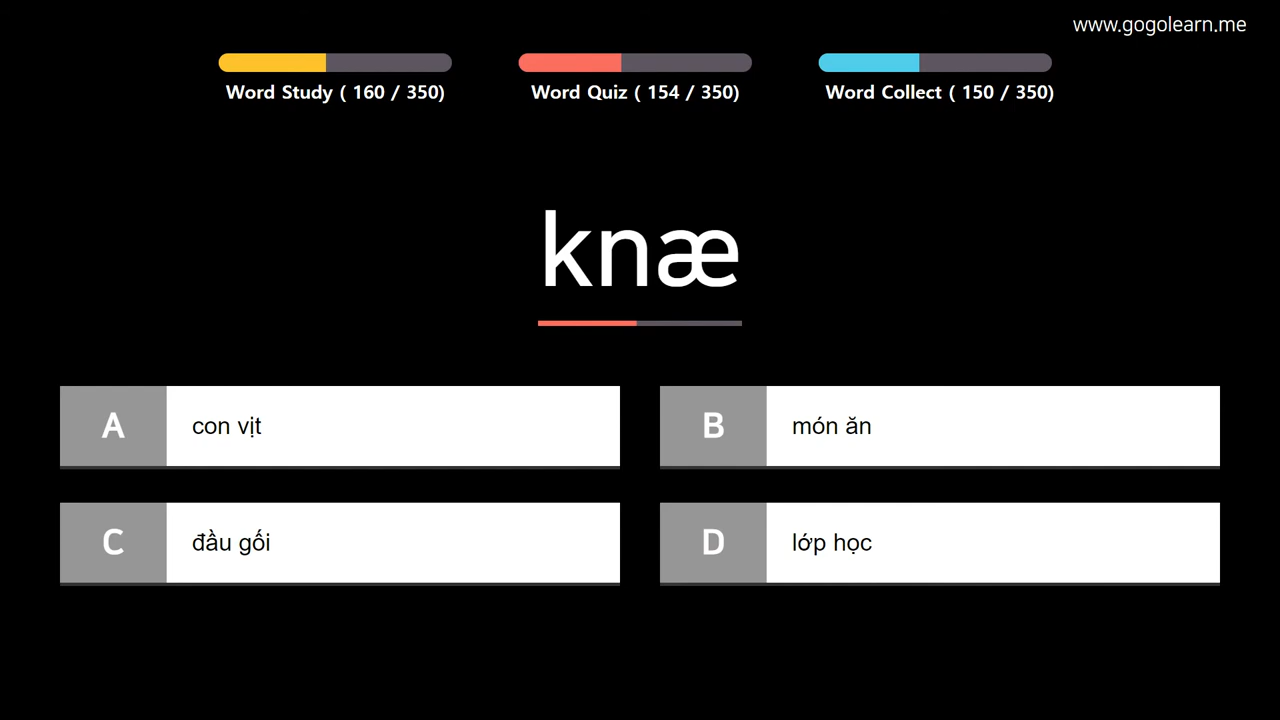 www.gogolearn.me
Word Study ( 160 / 350)
Word Quiz ( 154 / 350)
Word Collect ( 150 / 350)
knæ
A
con vịt
B
món ăn
C
đầu gối
D
lớp học